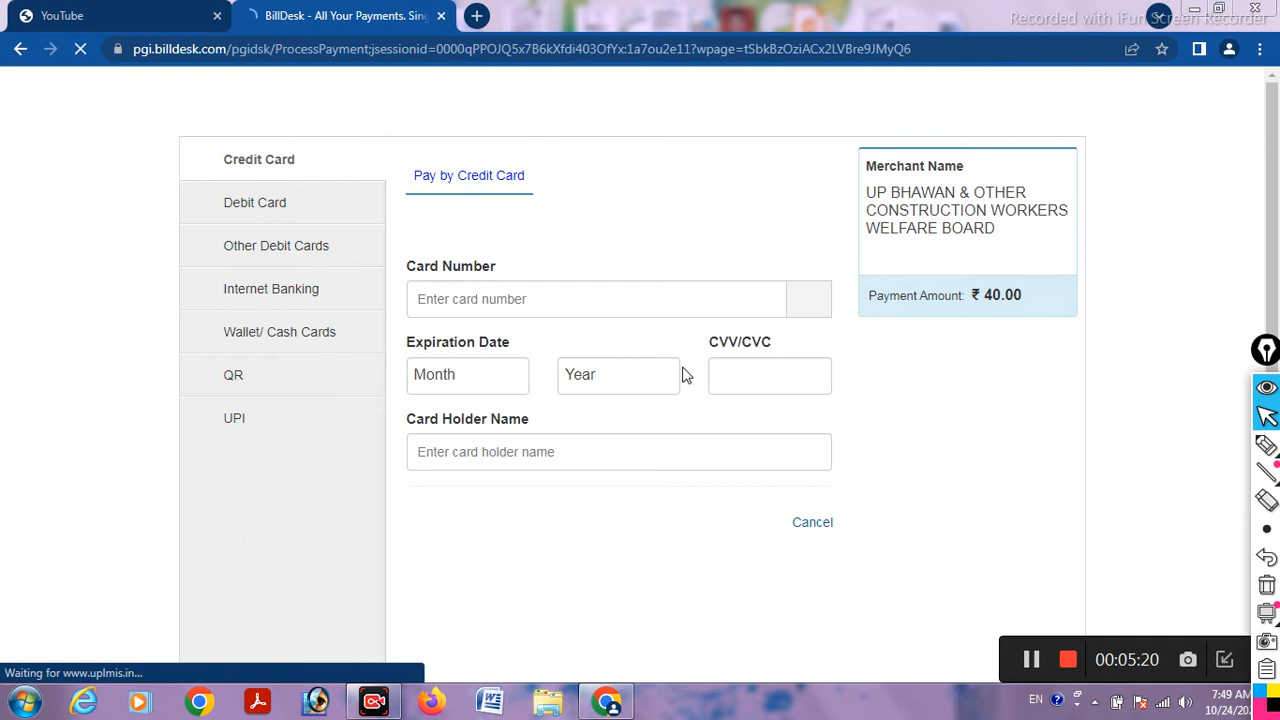 YouTube
BillDesk - All Your Payments. Sing
Recorded with iFun Screen Recorder
pgi.billdesk.com/pgidsk/ProcessPayment;jsessionid=0000qPPOJQ5x7B6kXfdi403OfYx:1a7ou2e11?wpage=tSbkBzOziACx2LVBre9JMyQ6
Credit Card
Debit Card
Other Debit Cards
Internet Banking
Wallet/ Cash Cards
QR
UPI
Pay by Credit Card
Card Number
Enter card number
Expiration Date
CVV/CVC
Month
Year
Card Holder Name
Enter card holder name
Cancel
Merchant Name
UP BHAWAN & OTHER
CONSTRUCTION WORKERS
WELFARE BOARD
Payment Amount: ₹ 40.00
00:05:20
Waiting for www.uplmis.in...
EN
7:49 AM
10/24/20